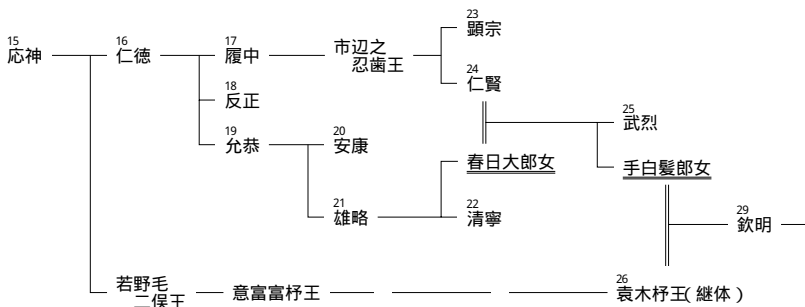 23
顕宗
15
応神
16
仁徳
17
履中
市辺之
忍歯王
24
仁賢
18
反正
25
武烈
19
允恭
20
安康
春日大郎女
手白髪郎女
21
雄略
22
清寧
29
欽明
若野毛
二俣王
意富富杼王
26
袁木杼王(継体)